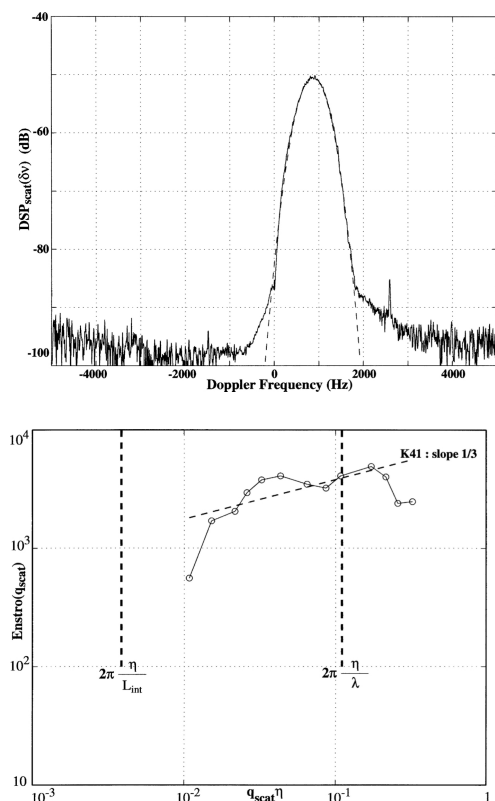 -40
-60
-80
-100
DSP_scat(δν) (dB)
-4000 -2000 0 2000 4000
Doppler Frequency (Hz)
10^4
10^3
10^2
10
Enstro(q_scat)
K41 : slope 1/3
2π η/L_int
2π η/λ
10^-3 10^-2 10^-1 1
q_scat η